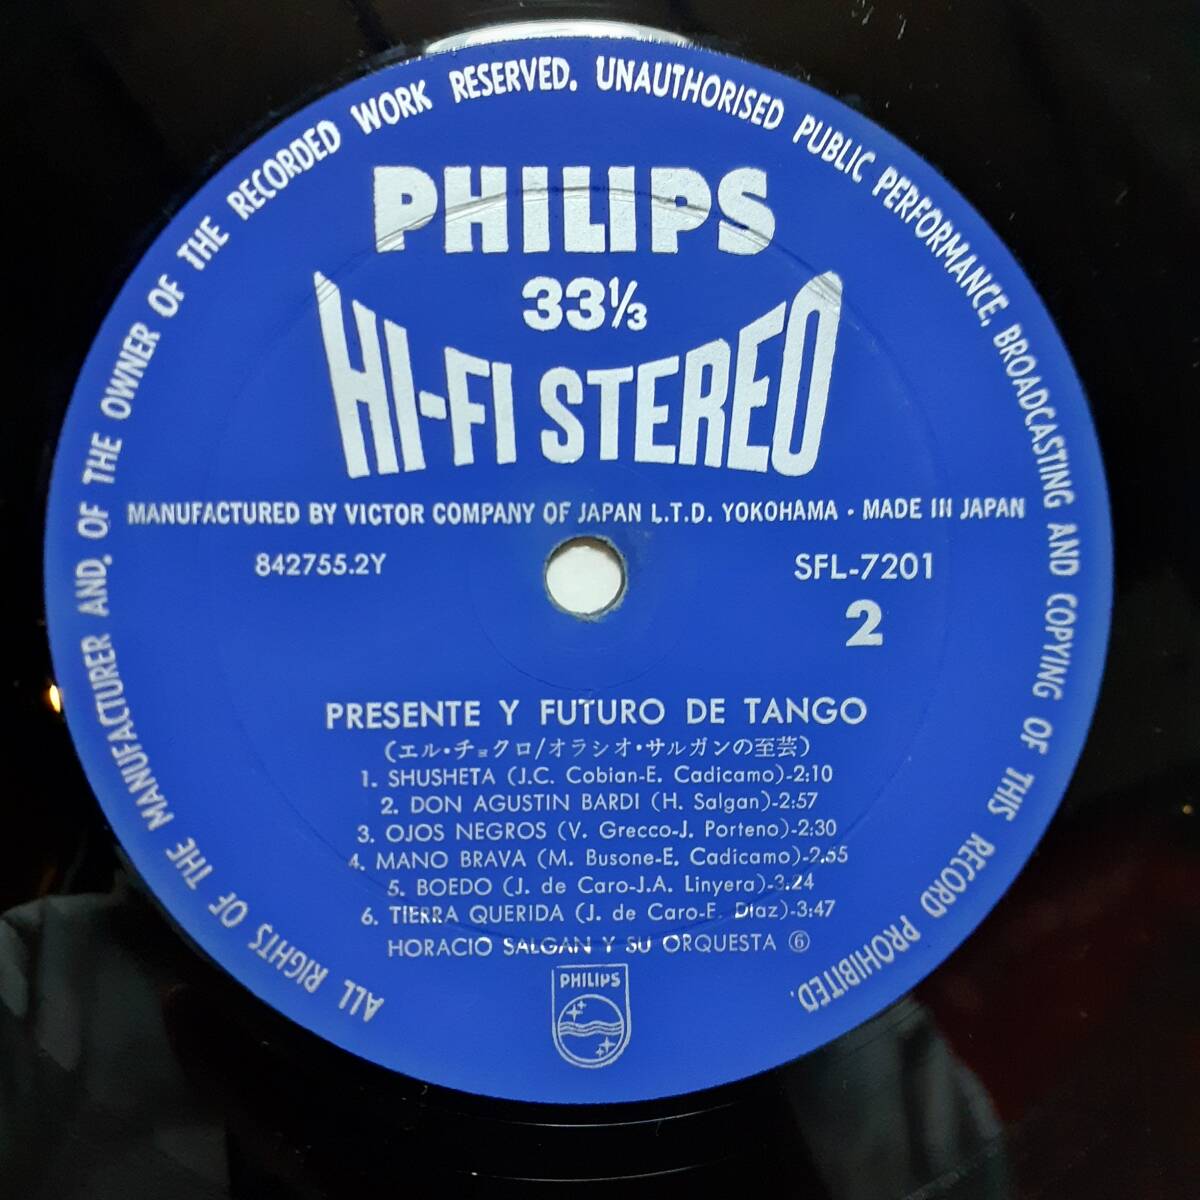 ALL RIGHTS OF THE MANUFACTURER AND, OF THE OWNER OF THE RECORDED WORK RESERVED. UNAUTHORISED PUBLIC PERFORMANCE, BROADCASTING AND COPYING OF THIS RECORD PROHIBITED.
PHILIPS
33⅓
HI-FI STEREO
MANUFACTURED BY VICTOR COMPANY OF JAPAN L.T.D. YOKOHAMA · MADE IN JAPAN
842755.2Y SFL-7201
2
PRESENTE Y FUTURO DE TANGO
(エル・チョクロ/オラシオ・サルガンの至芸)
1. SHUSHETA (J.C. Cobian-E. Cadicamo)-2:10
2. DON AGUSTIN BARDI (H. Salgan)-2:57
3. OJOS NEGROS (V. Grecco-J. Porteno)-2:30
4. MANO BRAVA (M. Busone-E. Cadicamo)-2:55
5. BOEDO (J. de Caro-J.A. Linyera)-3:24
6. TIERRA QUERIDA (J. de Caro-E. Diaz)-3:47
HORACIO SALGAN Y SU ORQUESTA ⑥
PHILIPS